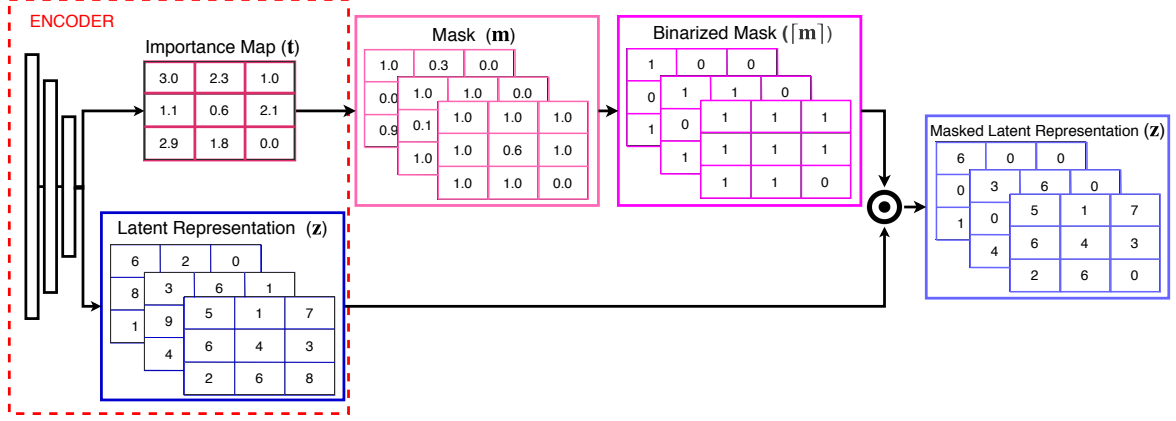 ENCODER
Importance Map (t)
3.0 2.3 1.0
1.1 0.6 2.1
2.9 1.8 0.0
Mask (m)
1.0 0.3 0.0
0.0 1.0 1.0 0.0
0.9 0.1 1.0 1.0 1.0
1.0 1.0 0.6 1.0
1.0 1.0 0.0
Binarized Mask (⌈m⌉)
1 0 0
0 1 1 0
1 0 1 1 1
1 1 1 1
1 1 0
Masked Latent Representation (z)
6 0 0
0 3 6 0
1 0 5 1 7
4 6 4 3
2 6 0
Latent Representation (z)
6 2 0
8 3 6 1
1 9 5 1 7
4 6 4 3
2 6 8